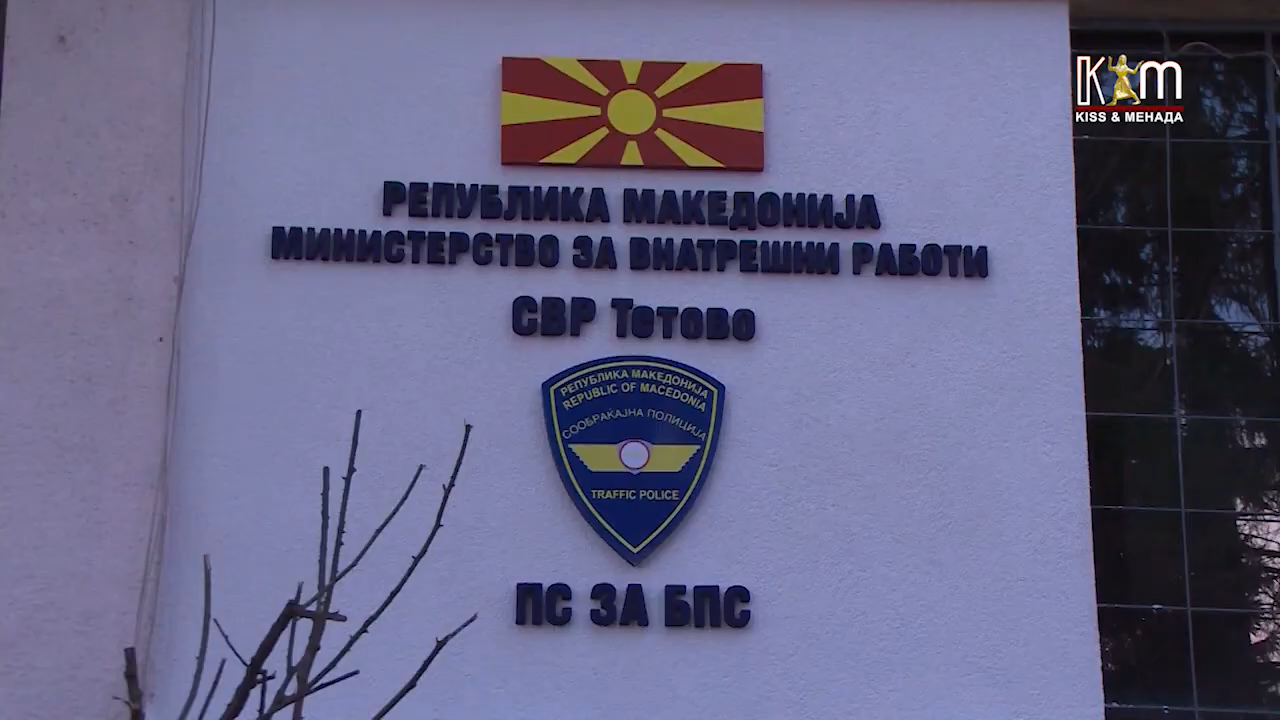 KM
KISS & МЕНАДА
РЕПУБЛИКА МАКЕДОНИЈА
МИНИСТЕРСТВО ЗА ВНАТРЕШНИ РАБОТИ
СВР Тетово
РЕПУБЛИКА МАКЕДОНИЈА
REPUBLIC OF MACEDONIA
СООБРАЌАЈНА ПОЛИЦИЈА
TRAFFIC POLICE
ПС ЗА БПС